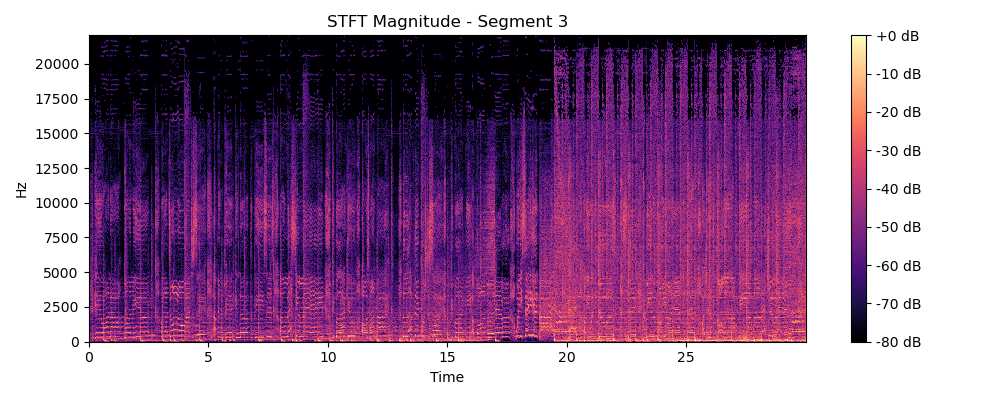 STFT Magnitude - Segment 3
Hz
20000
17500
15000
12500
10000
7500
5000
2500
0
0 5 10 15 20 25
Time
+0 dB
-10 dB
-20 dB
-30 dB
-40 dB
-50 dB
-60 dB
-70 dB
-80 dB